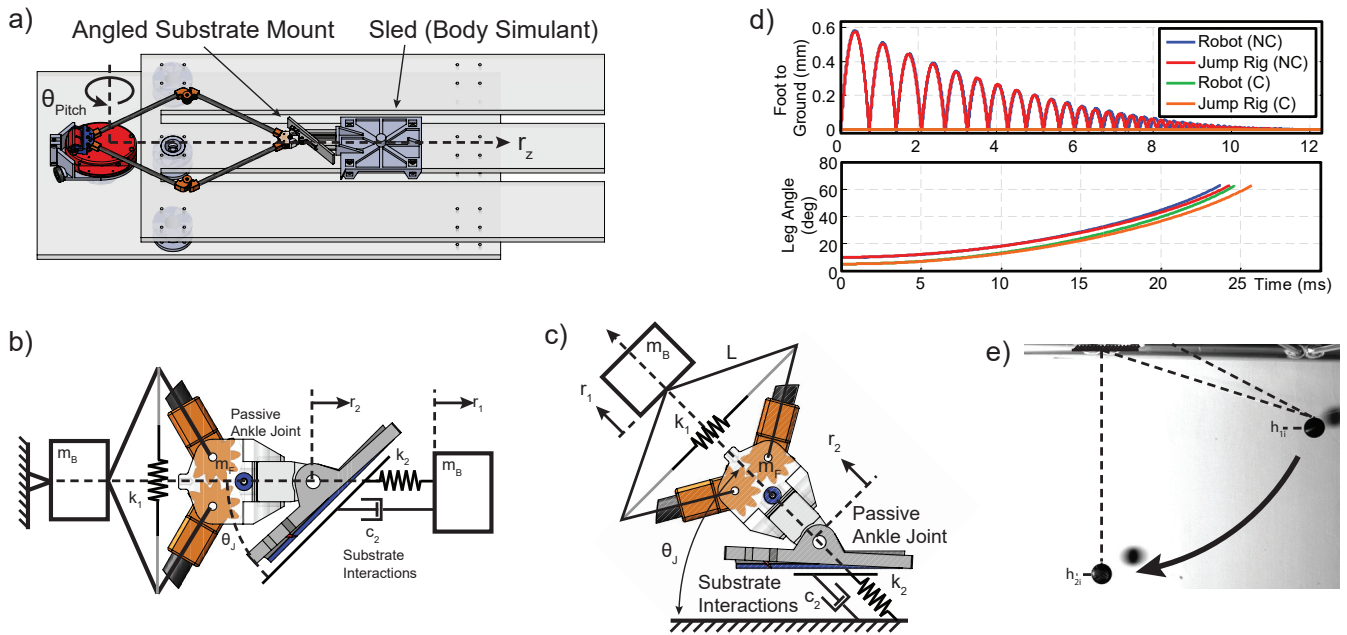 a)
Angled Substrate Mount
Sled (Body Simulant)
θPitch
rz
b)
mB
k1
Passive
Ankle Joint
mF
θJ
r2
r1
k2
mB
c2
Substrate
Interactions
c)
mB
L
r1
k1
mF
r2
θJ
Passive
Ankle Joint
Substrate
Interactions
c2
k2
d)
Foot to
Ground (mm)
0.6
0.4
0.2
0
0 2 4 6 8 10 12
Robot (NC)
Jump Rig (NC)
Robot (C)
Jump Rig (C)
Leg Angle
(deg)
80
60
40
20
0
0 5 10 15 20 25 Time (ms)
e)
h1i
h2i